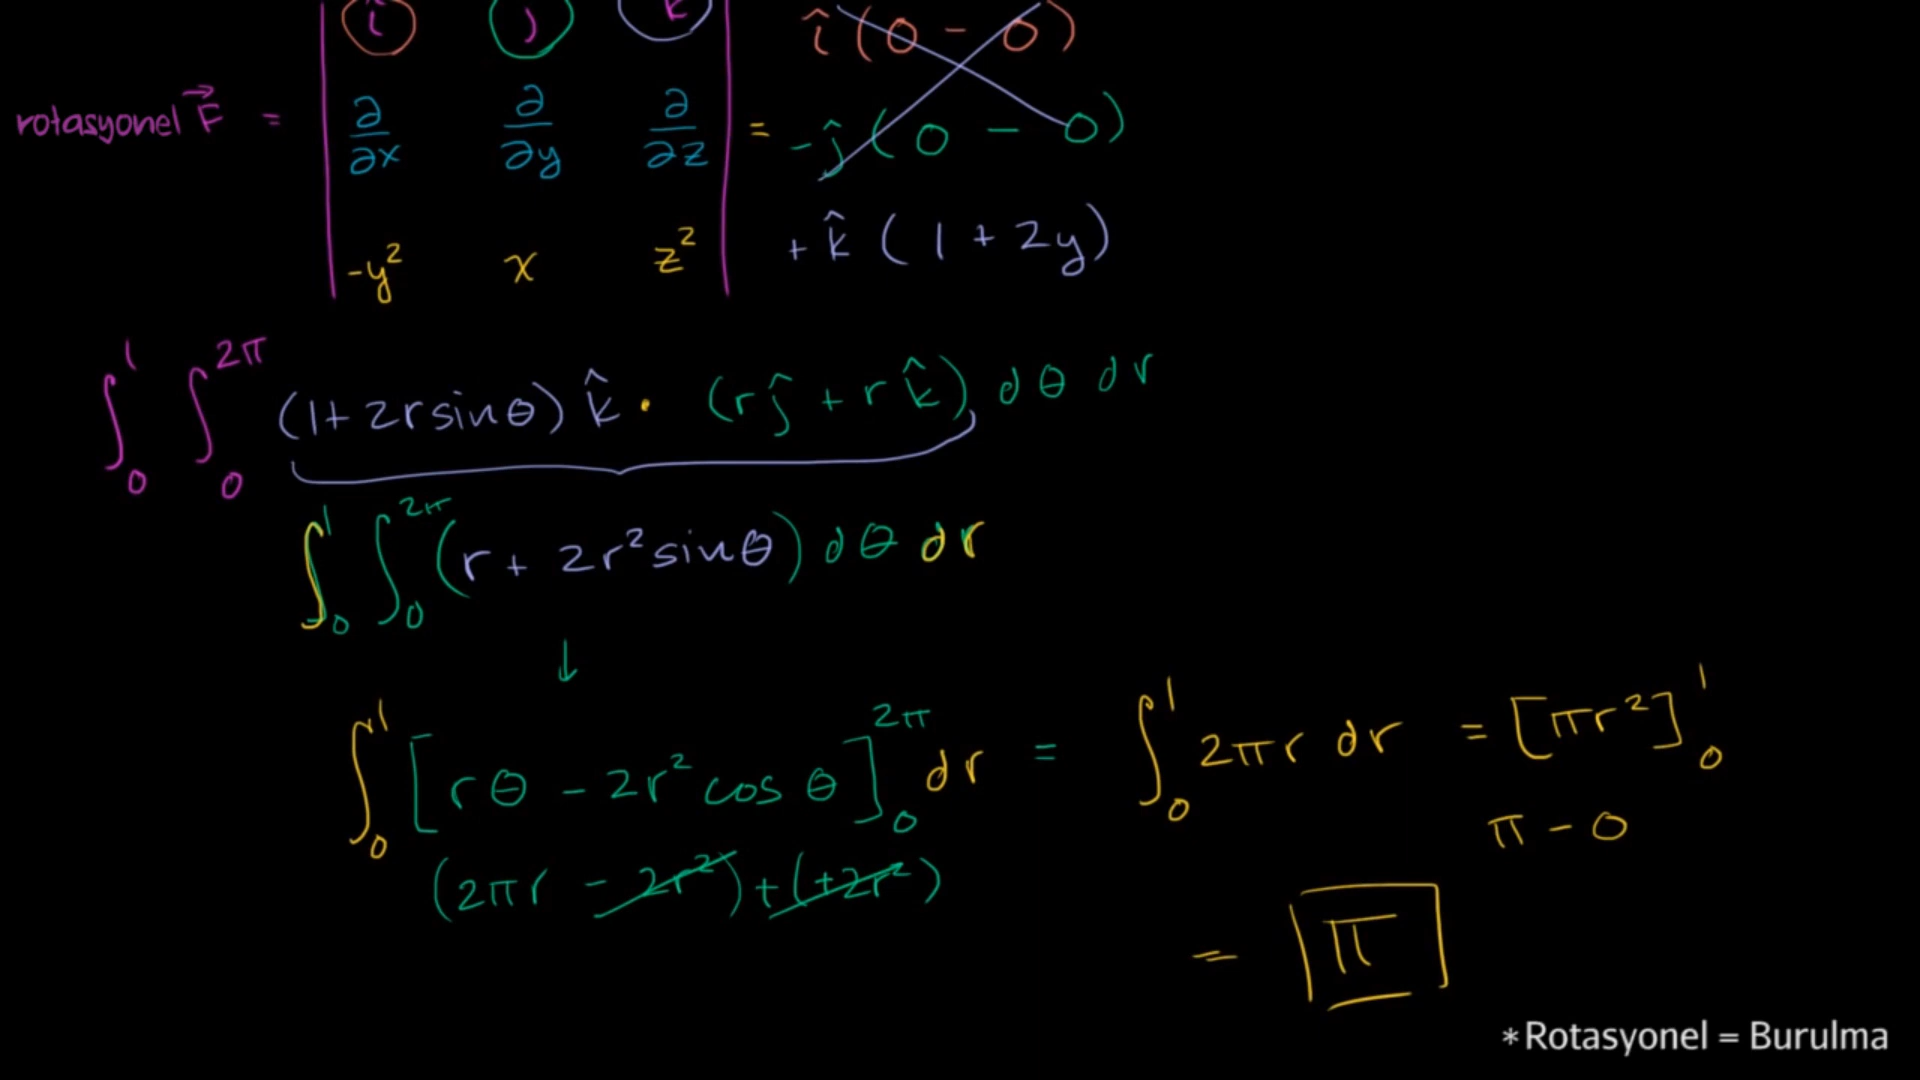 î ĵ k î(0 - 0)
rotasyonel F⃗ = | ∂/∂x ∂/∂y ∂/∂z | = -ĵ(0 - 0)
-y² x z² + k̂(1 + 2y)
∫₀¹ ∫₀^2π (1 + 2r sinθ) k̂ · (rĵ + rk̂) dθ dr
∫₀¹ ∫₀^2π (r + 2r² sinθ) dθ dr
↓
∫₀¹ [rθ - 2r² cos θ]₀^2π dr = ∫₀¹ 2πr dr = [πr²]₀¹
π - 0
(2πr - 2r²) + (+2r²)
= π
*Rotasyonel = Burulma